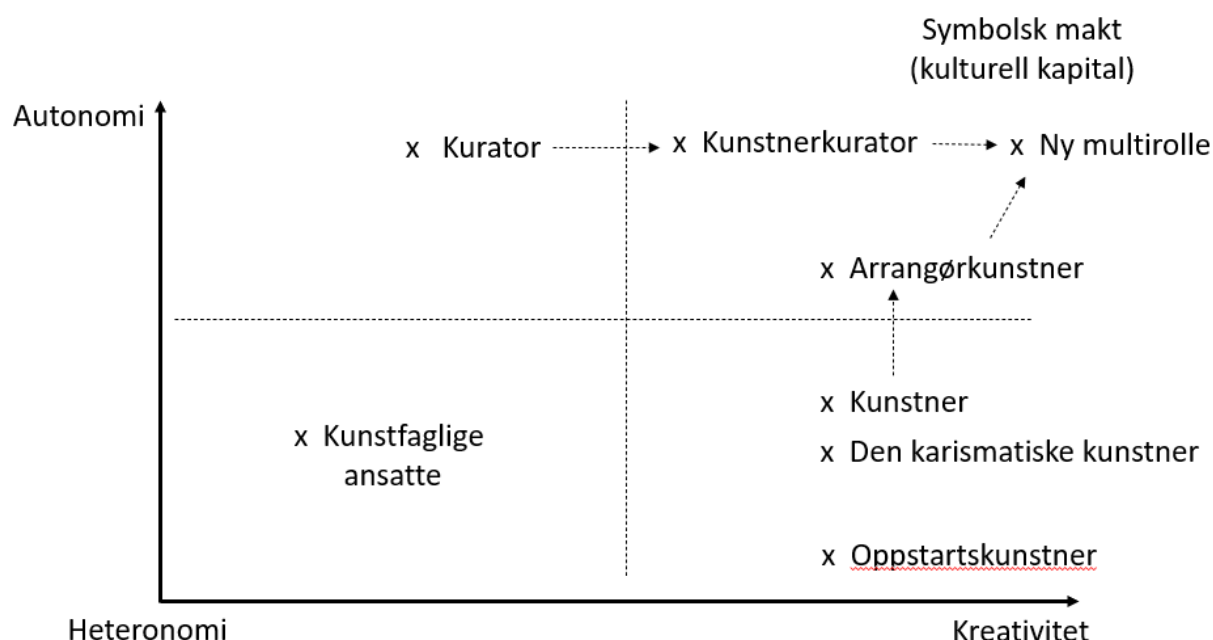 Symbolsk makt
(kulturell kapital)
Autonomi
x Kurator
x Kunstnerkurator
x Ny multirolle
x Arrangørkunstner
x Kunstner
x Kunstfaglige
ansatte
x Den karismatiske kunstner
x Oppstartskunstner
Heteronomi
Kreativitet